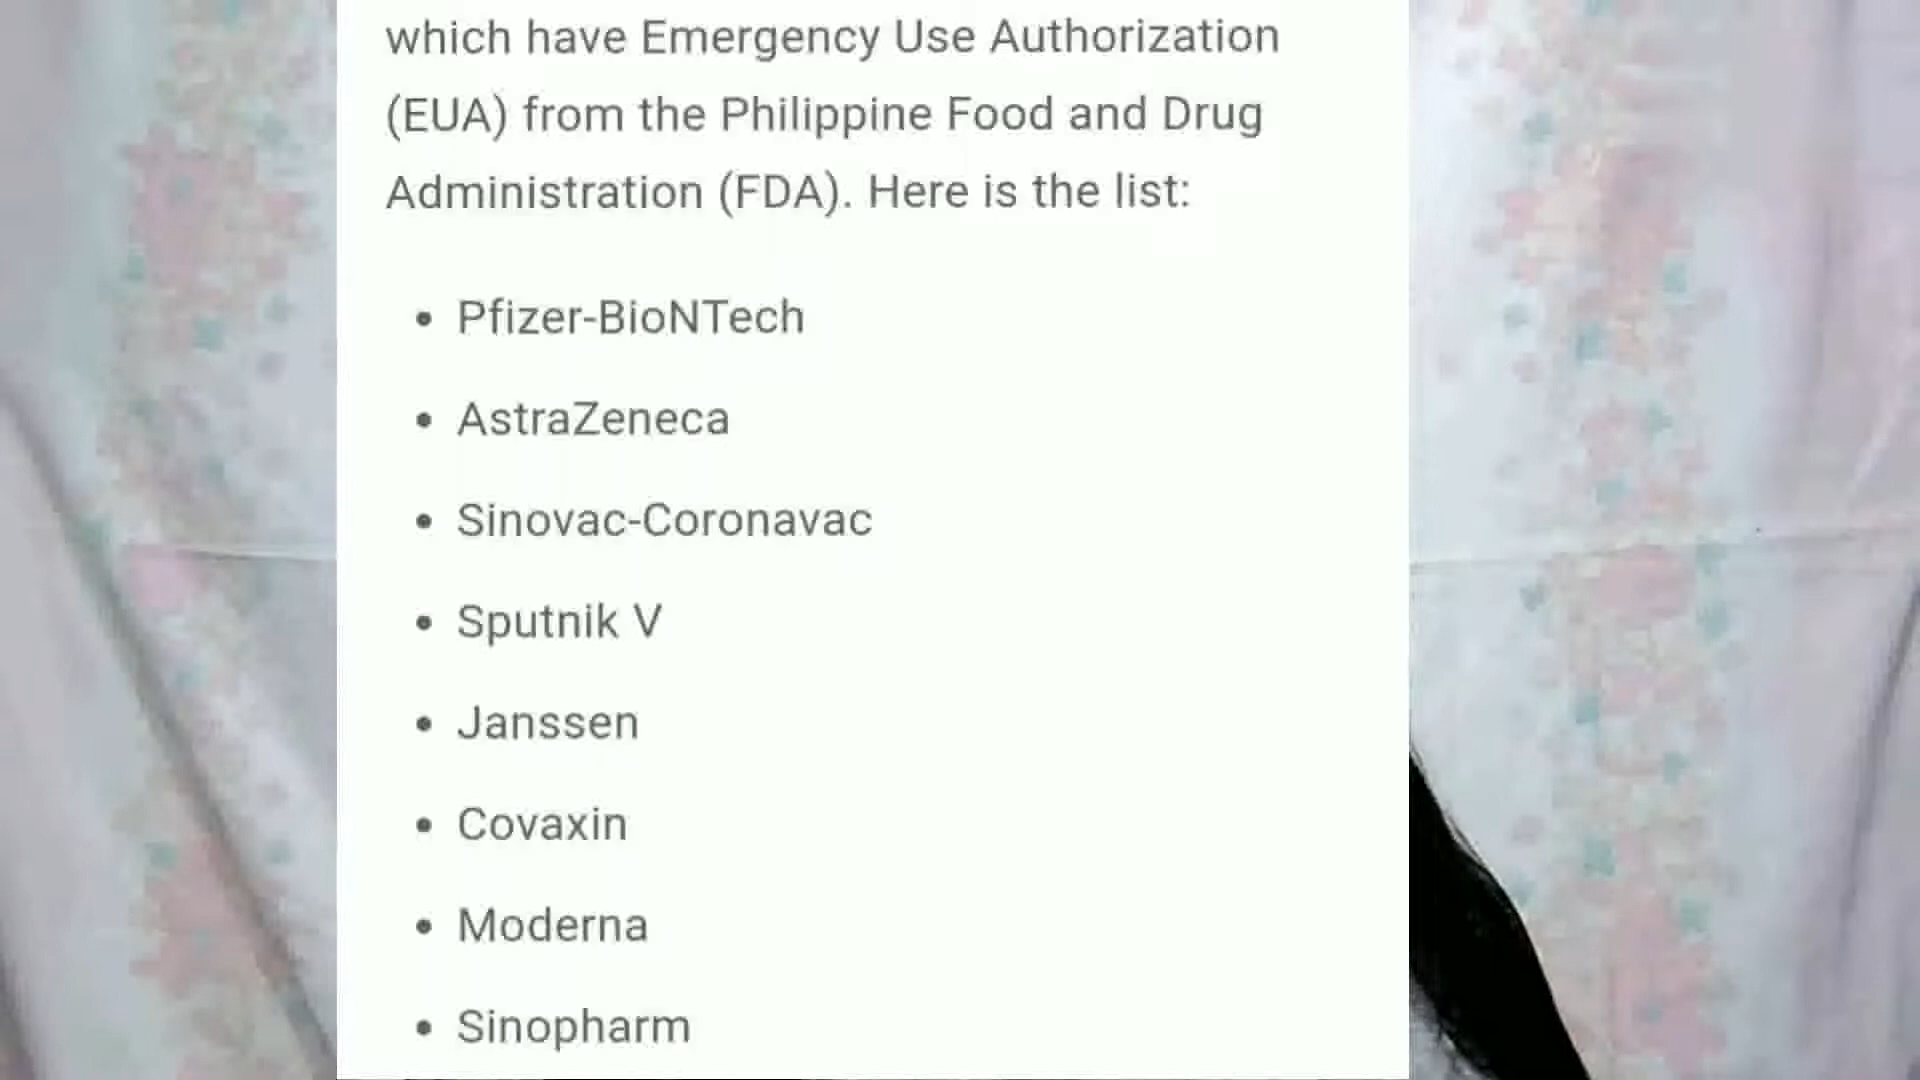 which have Emergency Use Authorization
(EUA) from the Philippine Food and Drug
Administration (FDA). Here is the list:
• Pfizer-BioNTech
• AstraZeneca
• Sinovac-Coronavac
• Sputnik V
• Janssen
• Covaxin
• Moderna
• Sinopharm